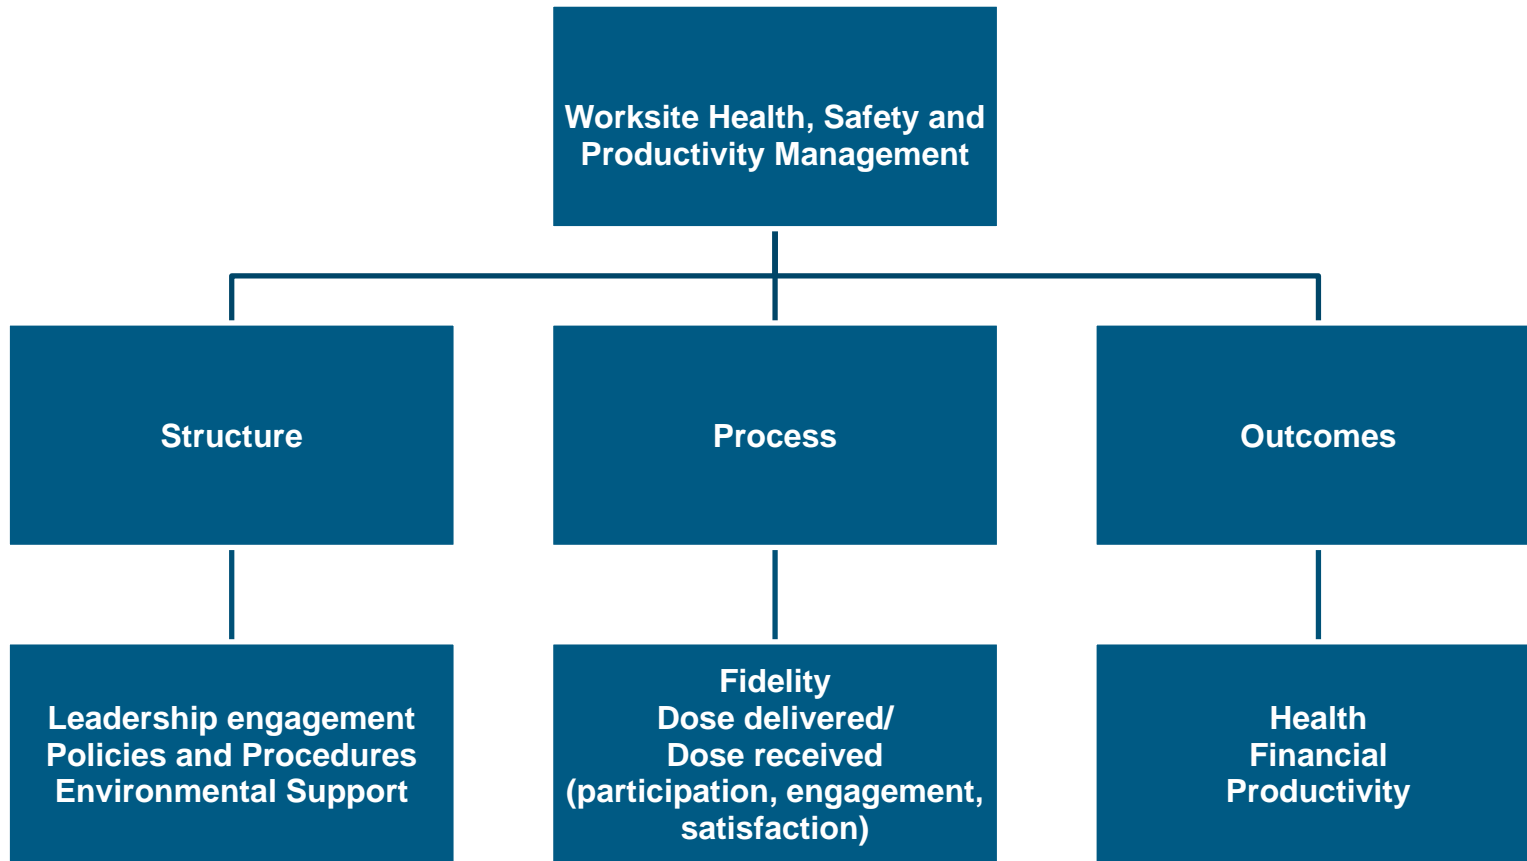 Worksite Health, Safety and
Productivity Management
Structure
Process
Outcomes
Leadership engagement
Policies and Procedures
Environmental Support
Fidelity
Dose delivered/
Dose received
(participation, engagement,
satisfaction)
Health
Financial
Productivity